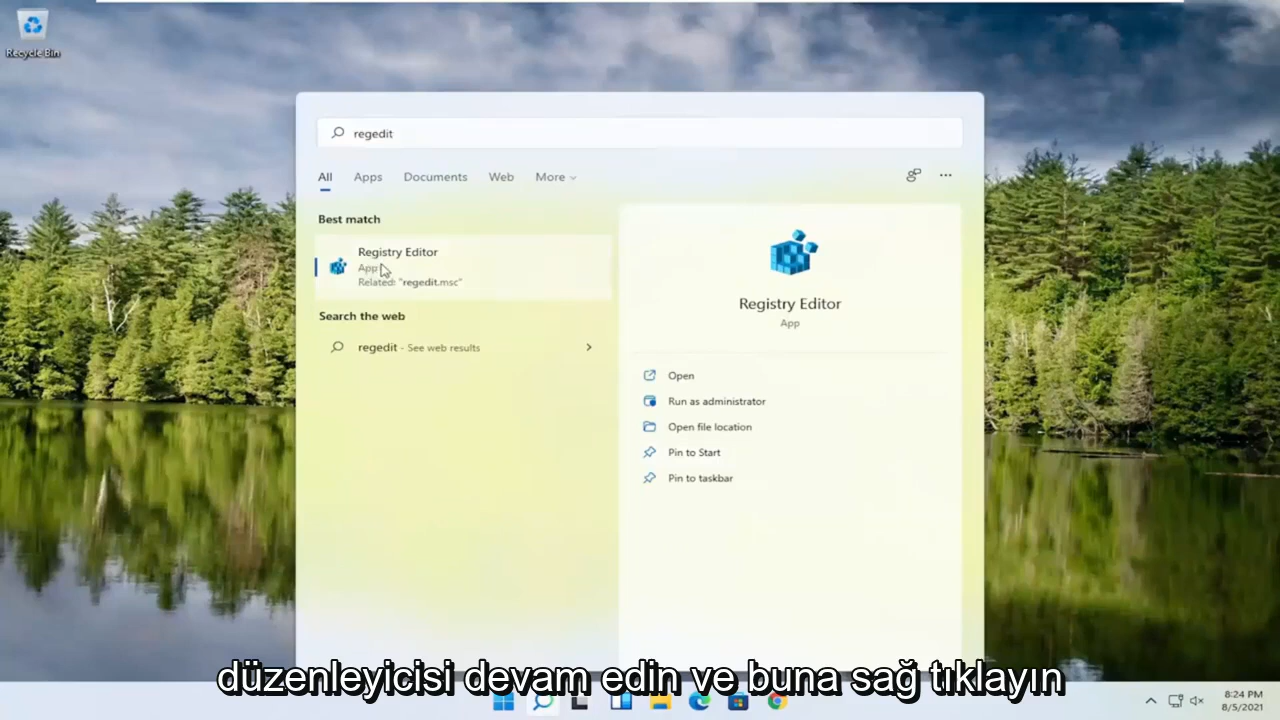 Recycle Bin
regedit
All Apps Documents Web More
Best match
Registry Editor
App
Related: "regedit.msc"
Search the web
regedit - See web results
Registry Editor
App
Open
Run as administrator
Open file location
Pin to Start
Pin to taskbar
düzenleyicisi devam edin ve buna sağ tıklayın
8:24 PM
8/5/2021